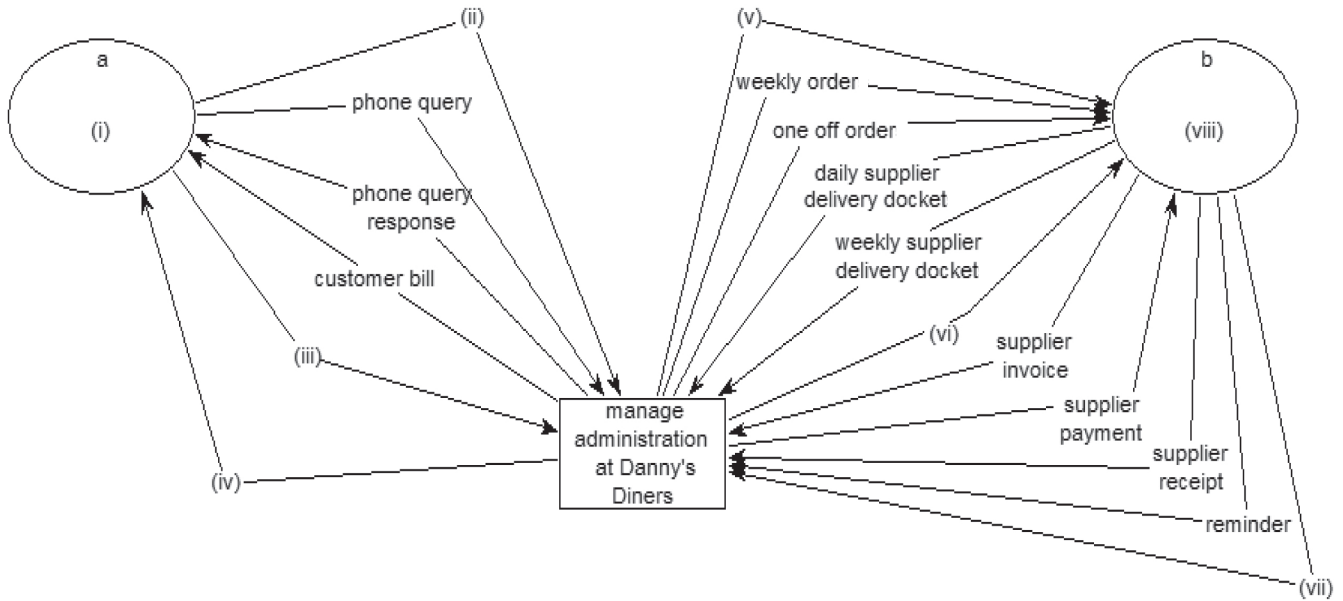 (ii)
(v)
a
b
weekly order
phone query
(i)
one off order
(viii)
daily supplier
delivery docket
phone query
response
weekly supplier
delivery docket
customer bill
(vi)
supplier
invoice
(iii)
manage
administration
at Danny's
Diners
supplier
payment
supplier
receipt
(iv)
reminder
(vii)